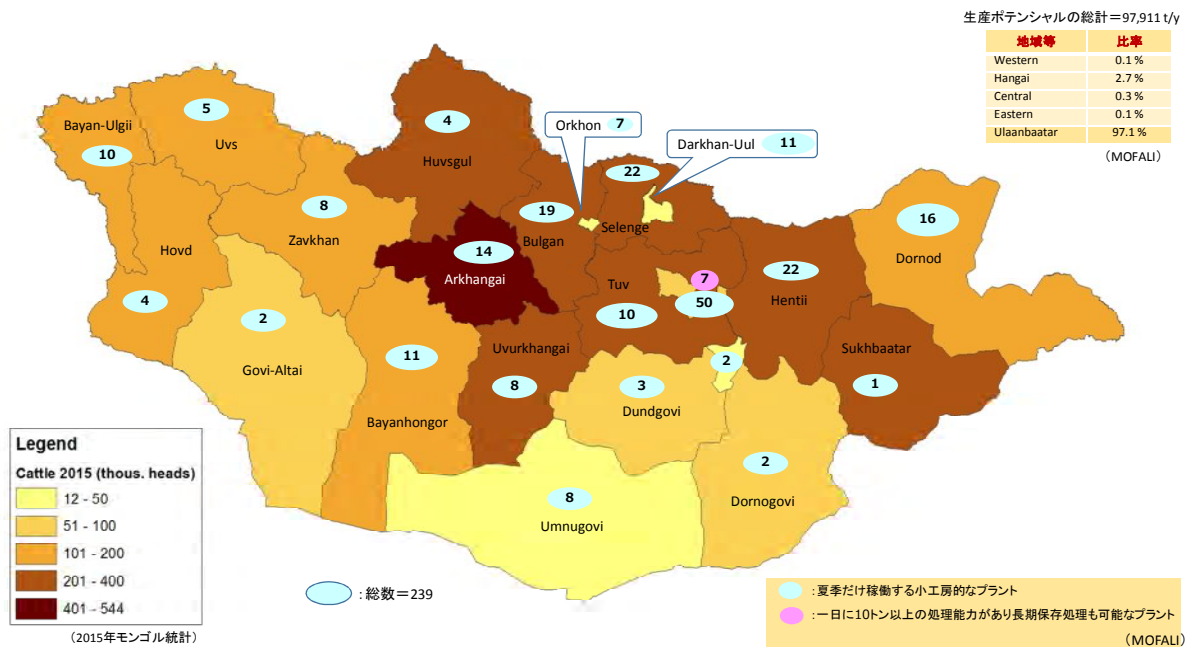 生産ポテンシャルの総計＝97,911 t/y
地域等 比率
Western 0.1 %
Hangai 2.7 %
Central 0.3 %
Eastern 0.1 %
Ulaanbaatar 97.1 %
(MOFALI)
Bayan-Ulgii
10
5
Uvs
4
Huvsgul
Orkhon 7
Darkhan-Uul 11
22
Selenge
19
Bulgan
8
Zavkhan
Hovd
4
14
Arkhangai
16
Dornod
22
Hentii
7
50
Tuv
10
2
Govi-Altai
11
Bayanhongor
Uvurkhangai
8
2
3
Dundgovi
Sukhbaatar
1
2
Dornogovi
8
Umnugovi
Legend
Cattle 2015 (thous. heads)
12 - 50
51 - 100
101 - 200
201 - 400
401 - 544
(2015年モンゴル統計)
：総数＝239
：夏季だけ稼働する小工房的なプラント
：一日に10トン以上の処理能力があり長期保存処理も可能なプラント
(MOFALI)